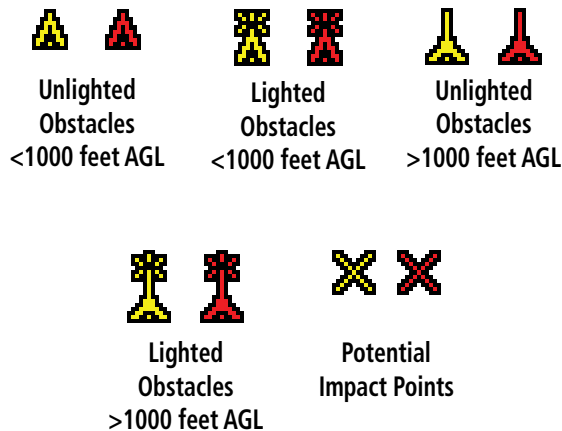 Unlighted
Obstacles
<1000 feet AGL
Lighted
Obstacles
<1000 feet AGL
Unlighted
Obstacles
>1000 feet AGL
Lighted
Obstacles
>1000 feet AGL
Potential
Impact Points